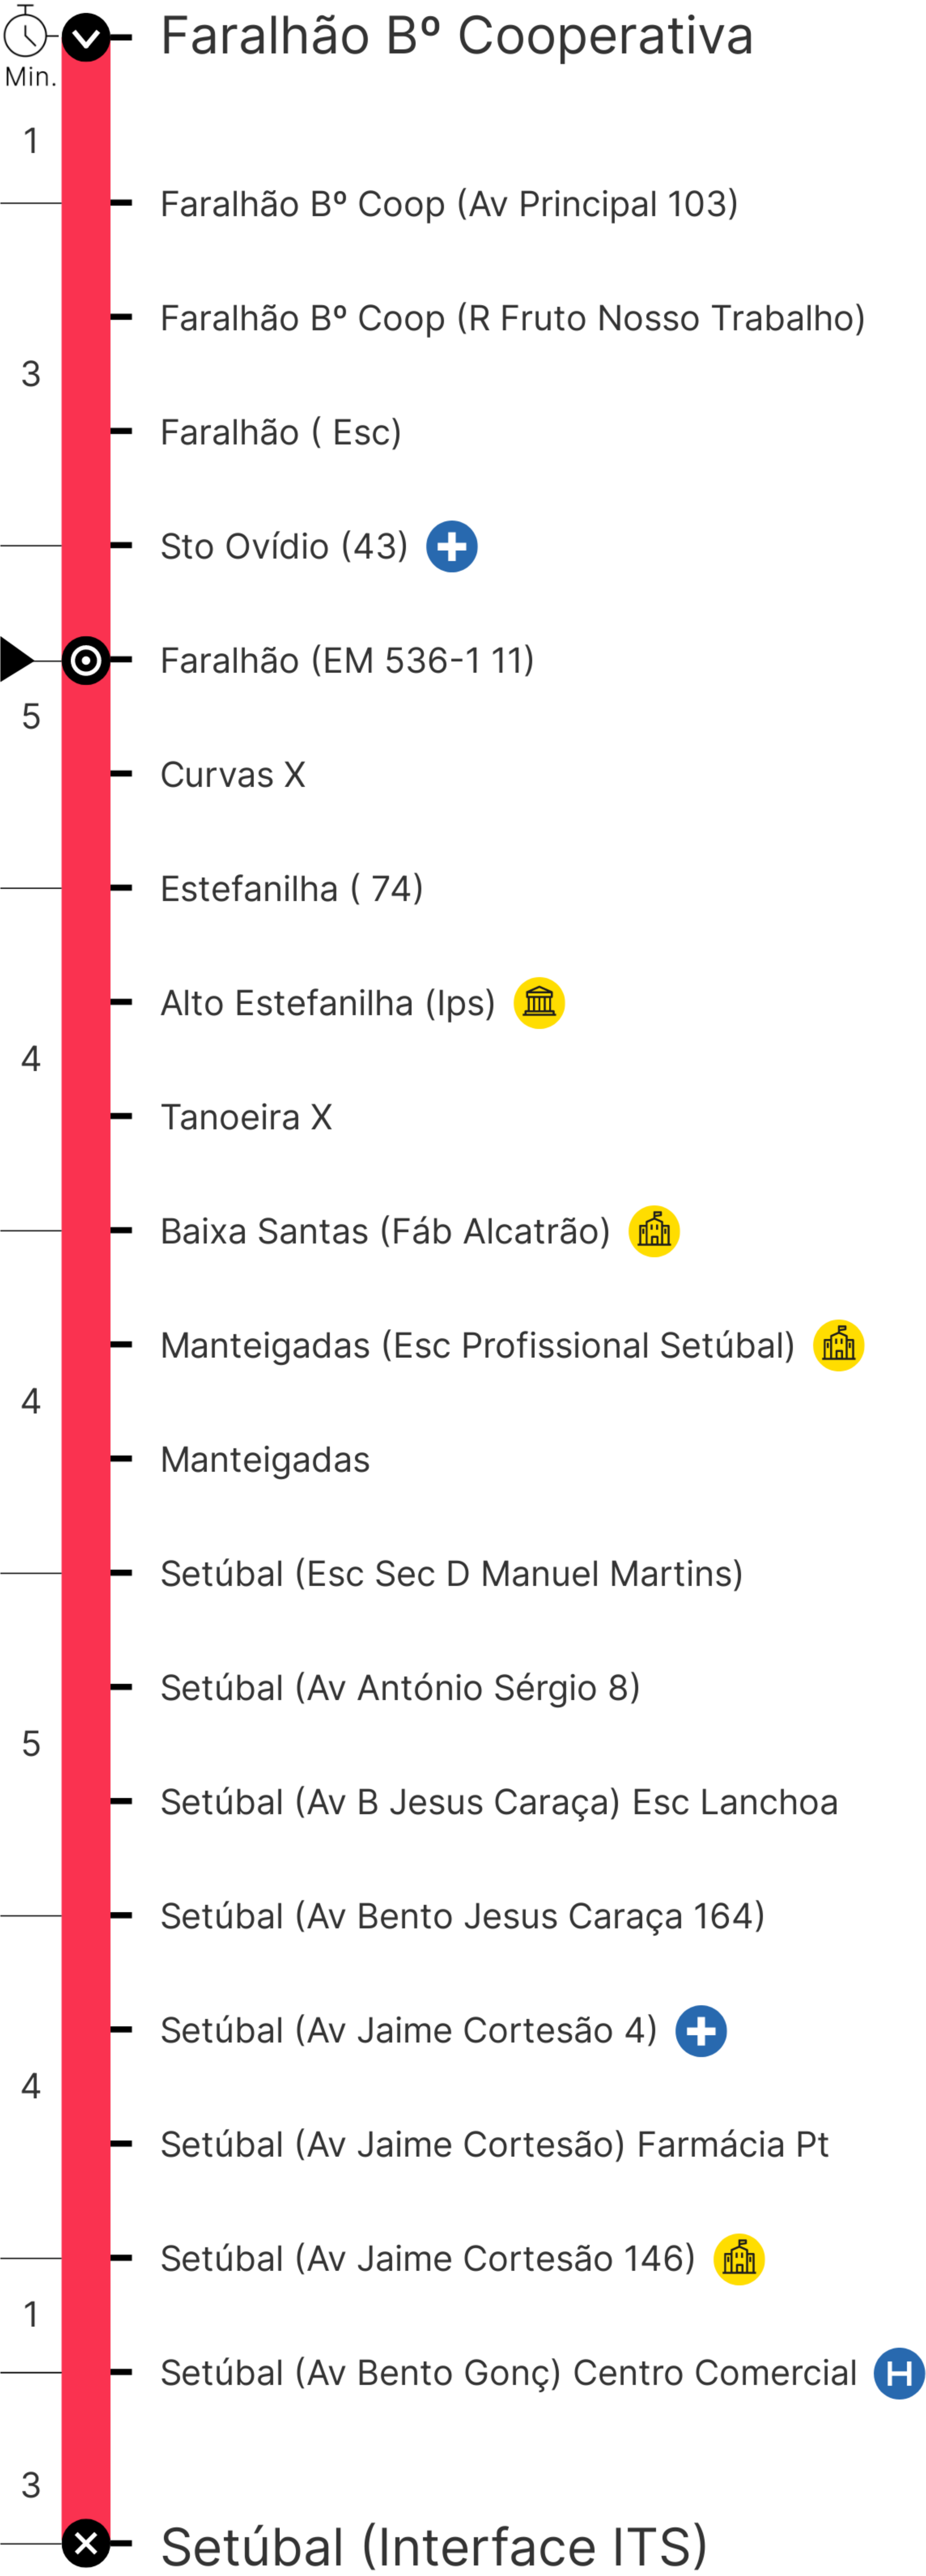 Faralhão Bº Cooperativa
Min.
1
Faralhão Bº Coop (Av Principal 103)
Faralhão Bº Coop (R Fruto Nosso Trabalho)
3
Faralhão ( Esc)
Sto Ovídio (43)
Faralhão (EM 536-1 11)
5
Curvas X
Estefanilha ( 74)
Alto Estefanilha (Ips)
4
Tanoeira X
Baixa Santas (Fáb Alcatrão)
Manteigadas (Esc Profissional Setúbal)
4
Manteigadas
Setúbal (Esc Sec D Manuel Martins)
Setúbal (Av António Sérgio 8)
5
Setúbal (Av B Jesus Caraça) Esc Lanchoa
Setúbal (Av Bento Jesus Caraça 164)
Setúbal (Av Jaime Cortesão 4)
4
Setúbal (Av Jaime Cortesão) Farmácia Pt
Setúbal (Av Jaime Cortesão 146)
1
Setúbal (Av Bento Gonç) Centro Comercial H
3
Setúbal (Interface ITS)